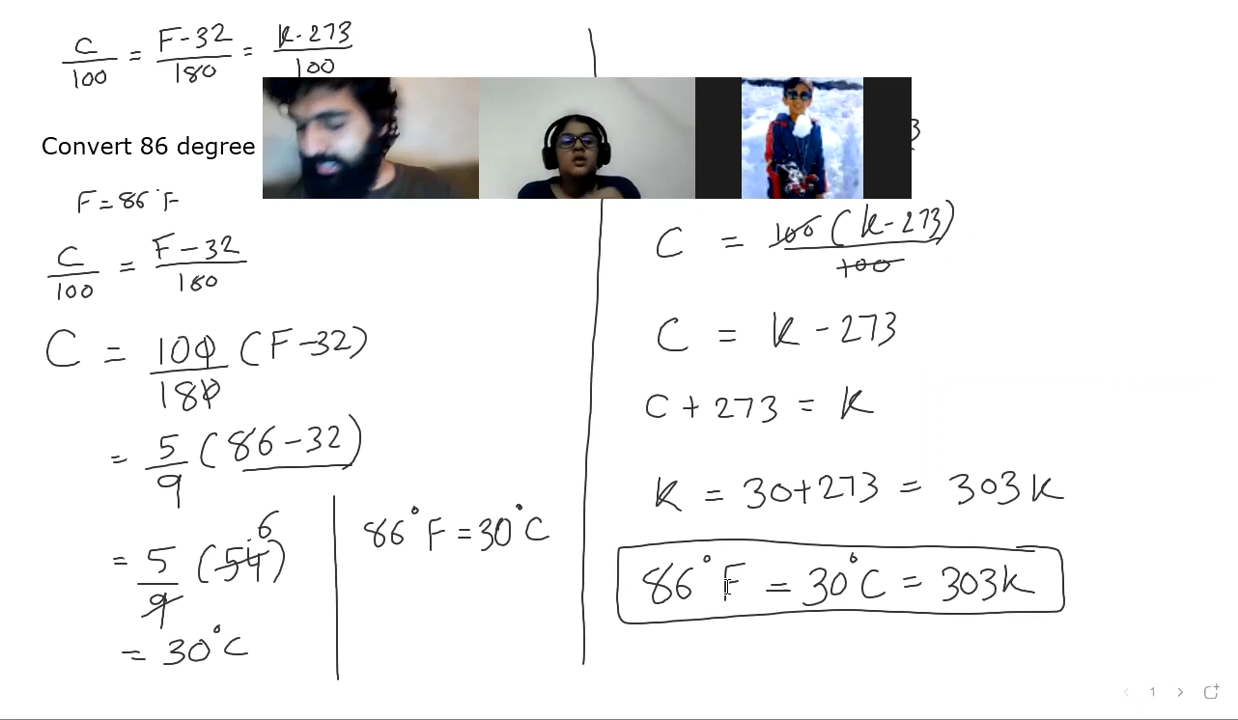 C/100 = F-32/180 = K-273/100
Convert 86 degree
F = 86°F
C/100 = F-32/180
C = 100/180 (F-32)
= 5/9 (86-32)
= 5/9 (54) 6
= 30°C
86°F = 30°C
3
C = 100(K-273)/100
C = K-273
C+273 = K
K = 30+273 = 303K
86°F = 30°C = 303K
1